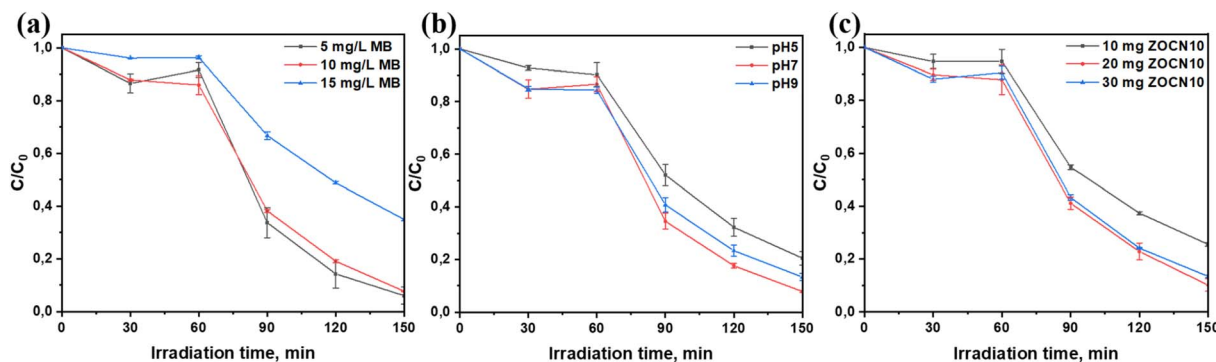 (a)
5 mg/L MB
10 mg/L MB
15 mg/L MB
C/C₀
1,0
0,8
0,6
0,4
0,2
0,0
0 30 60 90 120 150
Irradiation time, min
(b)
pH5
pH7
pH9
C/C₀
1,0
0,8
0,6
0,4
0,2
0,0
0 30 60 90 120 150
Irradiation time, min
(c)
10 mg ZOCN10
20 mg ZOCN10
30 mg ZOCN10
C/C₀
1,0
0,8
0,6
0,4
0,2
0,0
0 30 60 90 120 150
Irradiation time, min